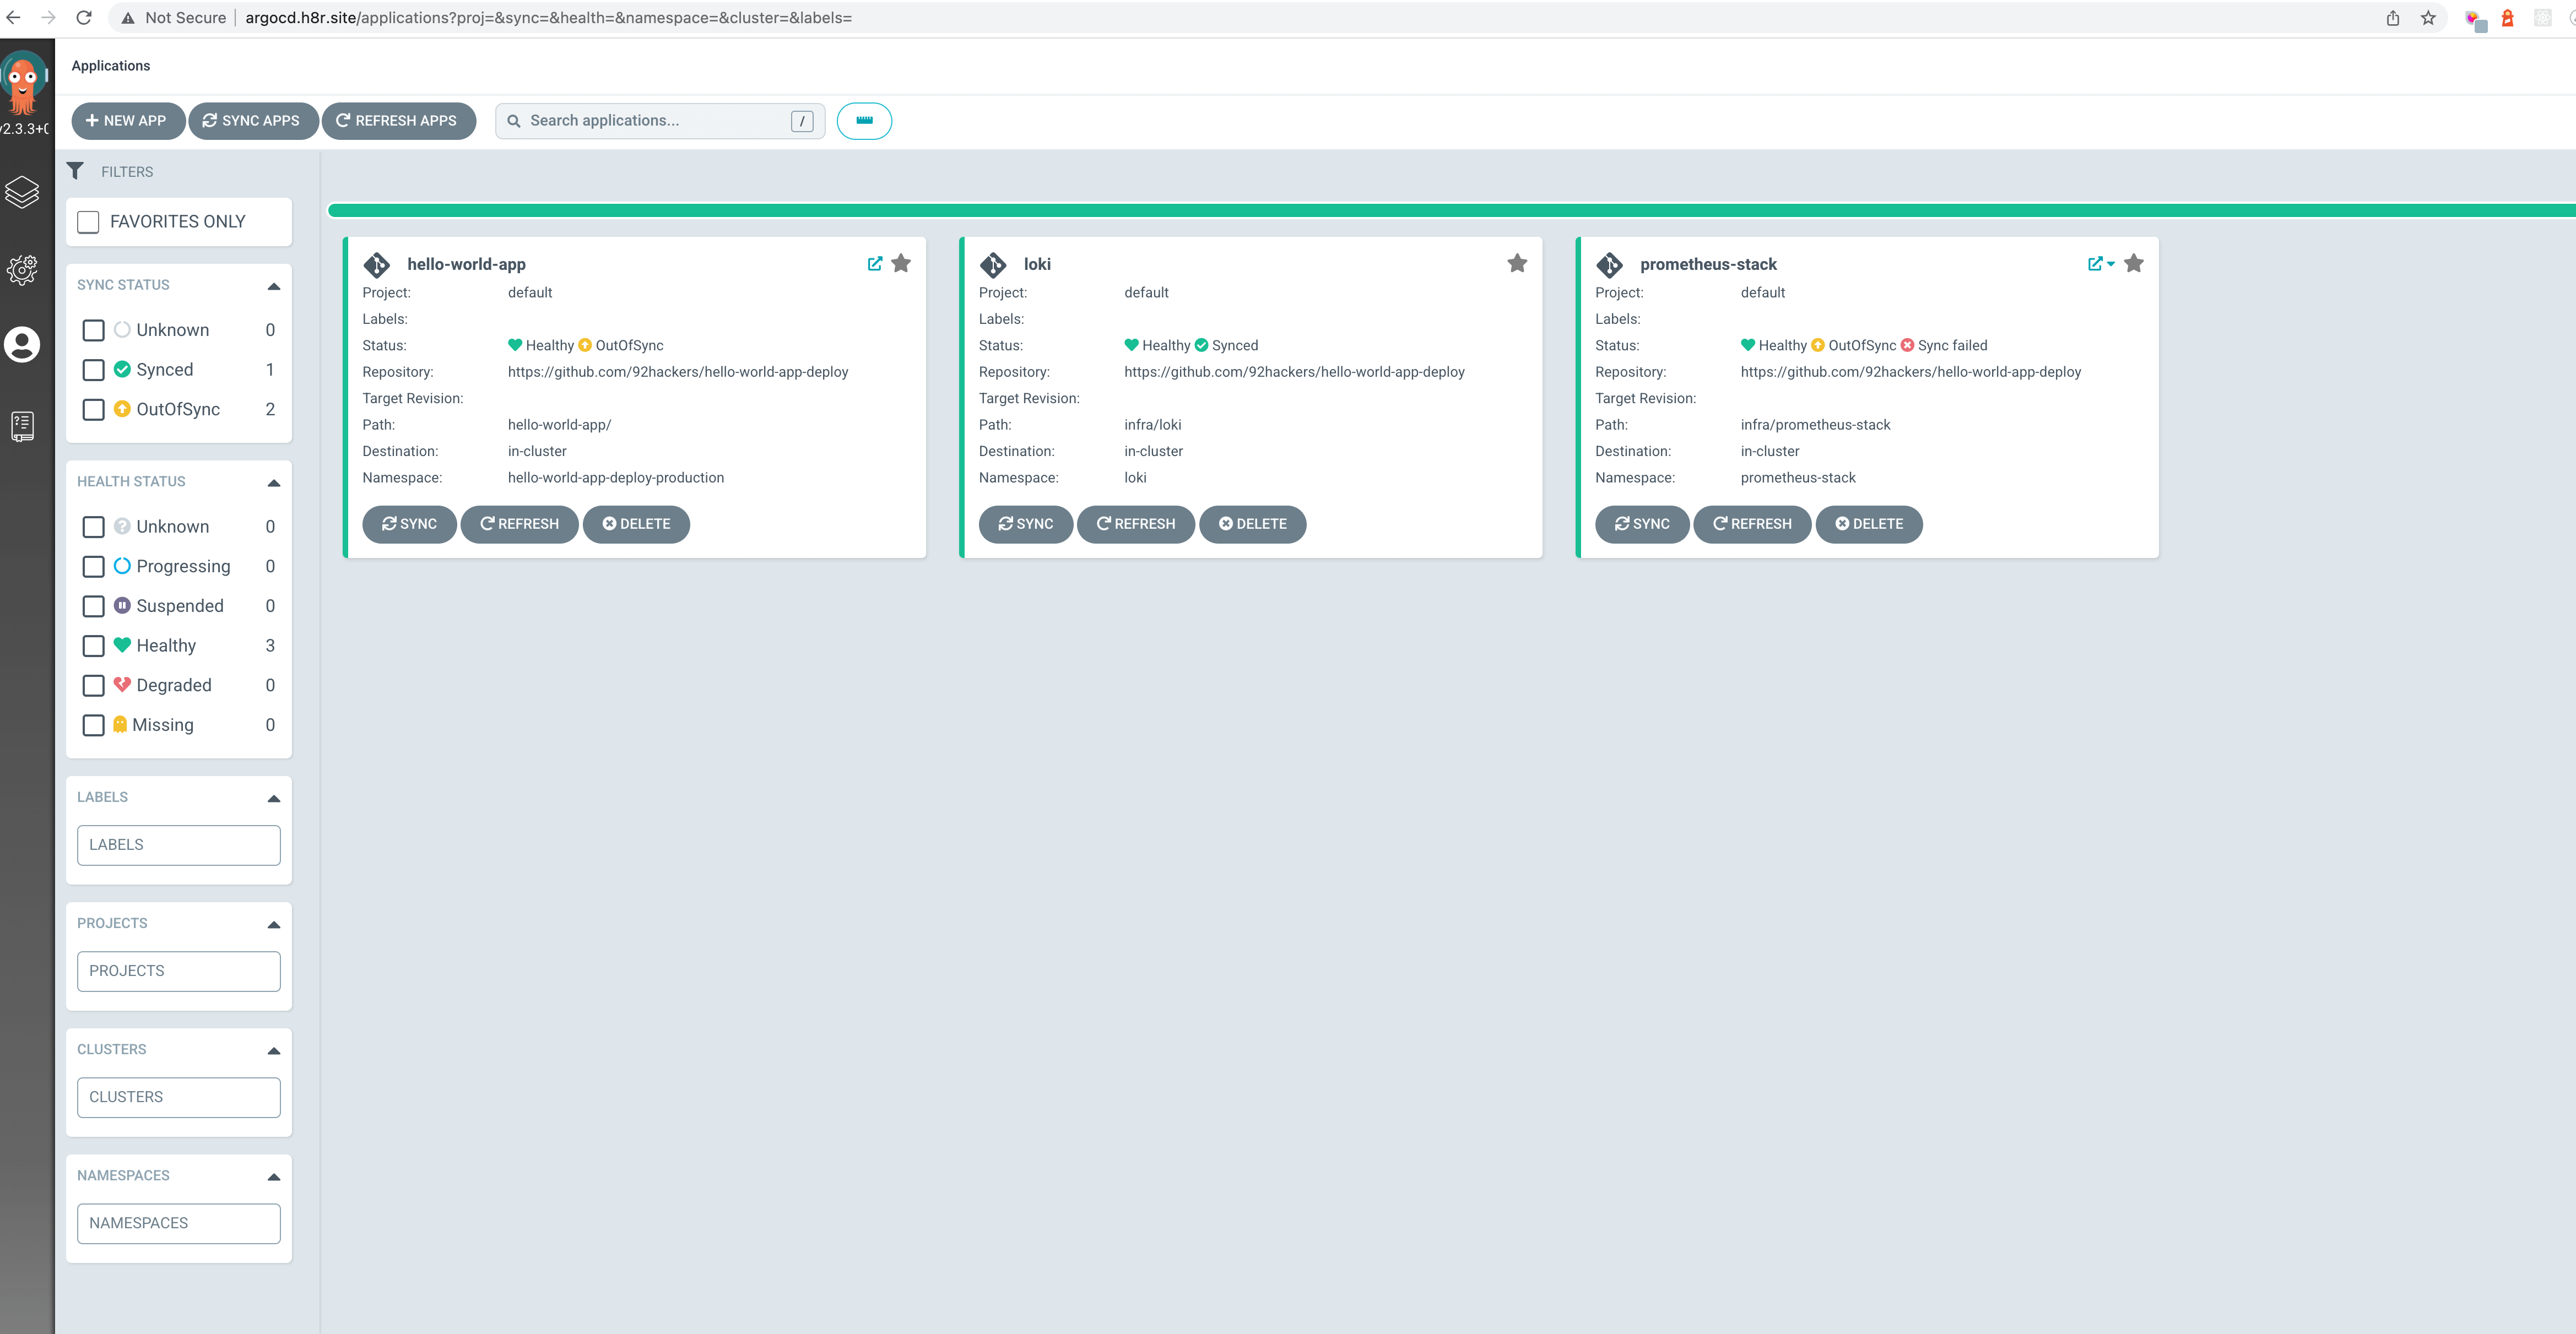 Not Secure argocd.h8r.site/applications?proj=&sync=&health=&namespace=&cluster=&labels=
Applications
NEW APP SYNC APPS REFRESH APPS Search applications... /
v2.3.3+
FILTERS
FAVORITES ONLY
SYNC STATUS
Unknown 0
Synced 1
OutOfSync 2
HEALTH STATUS
Unknown 0
Progressing 0
Suspended 0
Healthy 3
Degraded 0
Missing 0
LABELS
LABELS
PROJECTS
PROJECTS
CLUSTERS
CLUSTERS
NAMESPACES
NAMESPACES
hello-world-app
Project: default
Labels:
Status: Healthy OutOfSync
Repository: https://github.com/92hackers/hello-world-app-deploy
Target Revision:
Path: hello-world-app/
Destination: in-cluster
Namespace: hello-world-app-deploy-production
SYNC REFRESH DELETE
loki
Project: default
Labels:
Status: Healthy Synced
Repository: https://github.com/92hackers/hello-world-app-deploy
Target Revision:
Path: infra/loki
Destination: in-cluster
Namespace: loki
SYNC REFRESH DELETE
prometheus-stack
Project: default
Labels:
Status: Healthy OutOfSync Sync failed
Repository: https://github.com/92hackers/hello-world-app-deploy
Target Revision:
Path: infra/prometheus-stack
Destination: in-cluster
Namespace: prometheus-stack
SYNC REFRESH DELETE